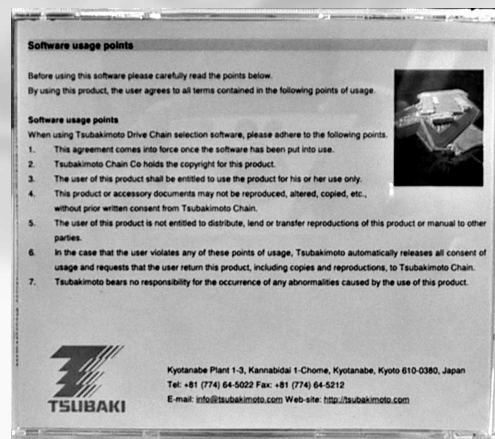 Software usage points
Before using this software please carefully read the points below.
By using this product, the user agrees to all terms contained in the following points of usage.
Software usage points
When using Tsubakimoto Drive Chain selection software, please adhere to the following points.
1. This agreement comes into force once the software has been put into use.
2. Tsubakimoto Chain Co holds the copyright for this product.
3. The user of this product shall be entitled to use the product for his or her use only.
4. This product or accessory documents may not be reproduced, altered, copied, etc.,
without prior written consent from Tsubakimoto Chain.
5. The user of this product is not entitled to distribute, lend or transfer reproductions of this product or manual to other
parties.
6. In the case that the user violates any of these points of usage, Tsubakimoto automatically releases all consent of
usage and requests that the user return this product, including copies and reproductions, to Tsubakimoto Chain.
7. Tsubakimoto bears no responsibility for the occurrence of any abnormalities caused by the use of this product.
TSUBAKI
Kyotanabe Plant 1-3, Kannabidai 1-Chome, Kyotanabe, Kyoto 610-0380, Japan
Tel: +81 (774) 64-5022 Fax: +81 (774) 64-5212
E-mail: info@tsubakimoto.com Web-site: http://tsubakimoto.com